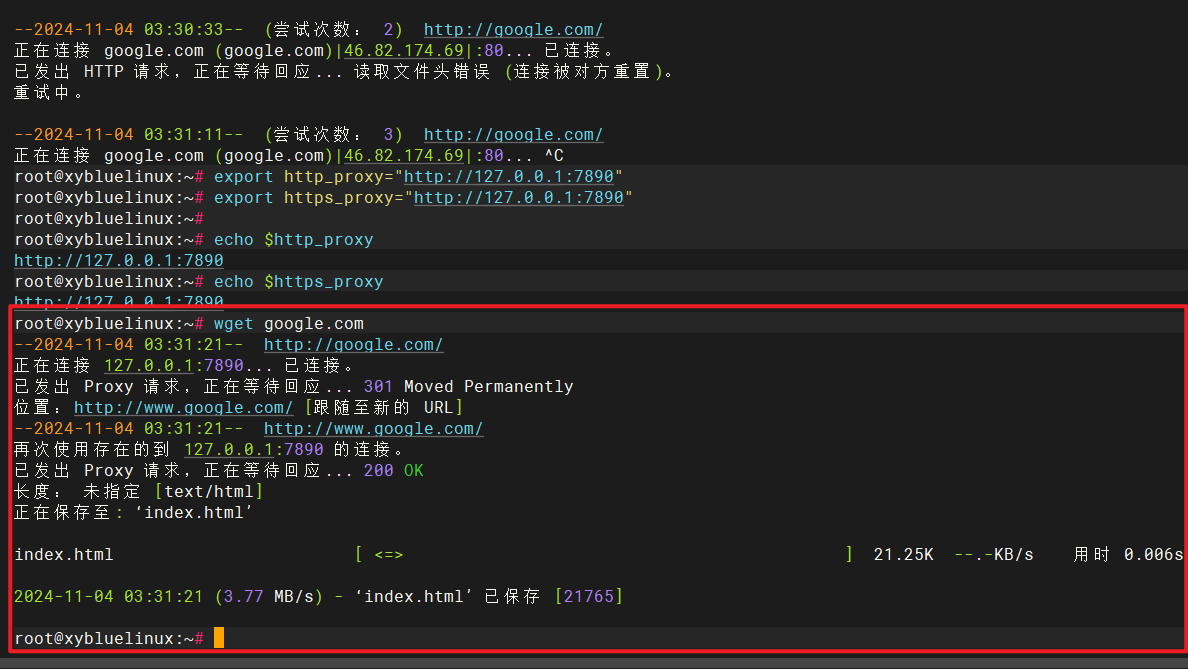 --2024-11-04 03:30:33--  (尝试次数： 2)  http://google.com/
正在连接 google.com (google.com)|46.82.174.69|:80... 已连接。
已发出 HTTP 请求，正在等待回应... 读取文件头错误 (连接被对方重置)。
重试中。
--2024-11-04 03:31:11--  (尝试次数： 3)  http://google.com/
正在连接 google.com (google.com)|46.82.174.69|:80... ^C
root@xybluelinux:~# export http_proxy="http://127.0.0.1:7890"
root@xybluelinux:~# export https_proxy="http://127.0.0.1:7890"
root@xybluelinux:~#
root@xybluelinux:~# echo $http_proxy
http://127.0.0.1:7890
root@xybluelinux:~# echo $https_proxy
http://127.0.0.1:7890
root@xybluelinux:~# wget google.com
--2024-11-04 03:31:21--  http://google.com/
正在连接 127.0.0.1:7890... 已连接。
已发出 Proxy 请求，正在等待回应... 301 Moved Permanently
位置：http://www.google.com/ [跟随至新的 URL]
--2024-11-04 03:31:21--  http://www.google.com/
再次使用存在的到 127.0.0.1:7890 的连接。
已发出 Proxy 请求，正在等待回应... 200 OK
长度： 未指定 [text/html]
正在保存至: ‘index.html’
index.html                        [ <=>                                            ]  21.25K  --.-KB/s    用时 0.006s
2024-11-04 03:31:21 (3.77 MB/s) - ‘index.html’ 已保存 [21765]
root@xybluelinux:~#